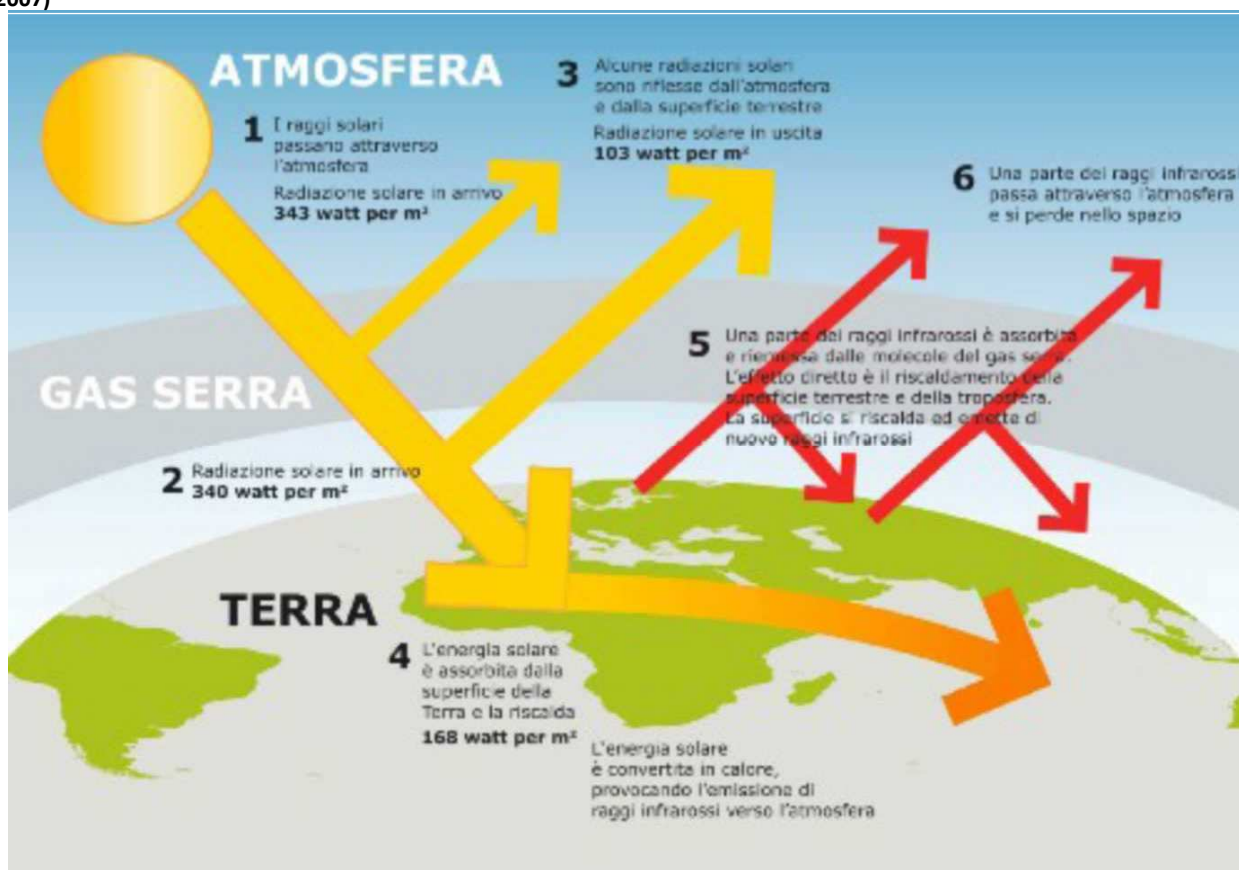 2007)
ATMOSFERA
1
I raggi solari
passano attraverso
l'atmosfera
Radiazione solare in arrivo
343 watt per m²
3
Alcune radiazioni solari
sono riflesse dall'atmosfera
e dalla superficie terrestre
Radiazione solare in uscita
103 watt per m²
6
Una parte dei raggi infrarossi
passa attraverso l'atmosfera
e si perde nello spazio
5
Una parte dei raggi infrarossi è assorbita
e riemessa dalle molecole del gas serra.
L'effetto diretto è il riscaldamento della
superficie terrestre e della troposfera.
La superficie si riscalda ed emette di
nuovo raggi infrarossi
GAS SERRA
2
Radiazione solare in arrivo
340 watt per m²
TERRA
4
L'energia solare
è assorbita dalla
superficie della
Terra e la riscalda
168 watt per m²
L'energia solare
è convertita in calore,
provocando l'emissione di
raggi infrarossi verso l'atmosfera